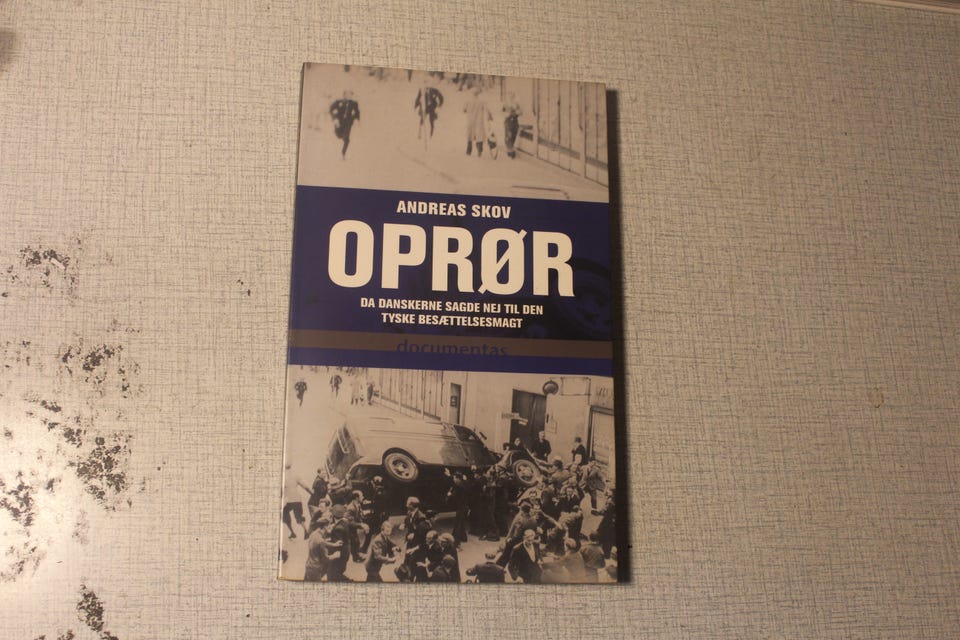 ANDREAS SKOV
OPRØR
DA DANSKERNE SAGDE NEJ TIL DEN
TYSKE BESÆTTELSESMAGT
documentas